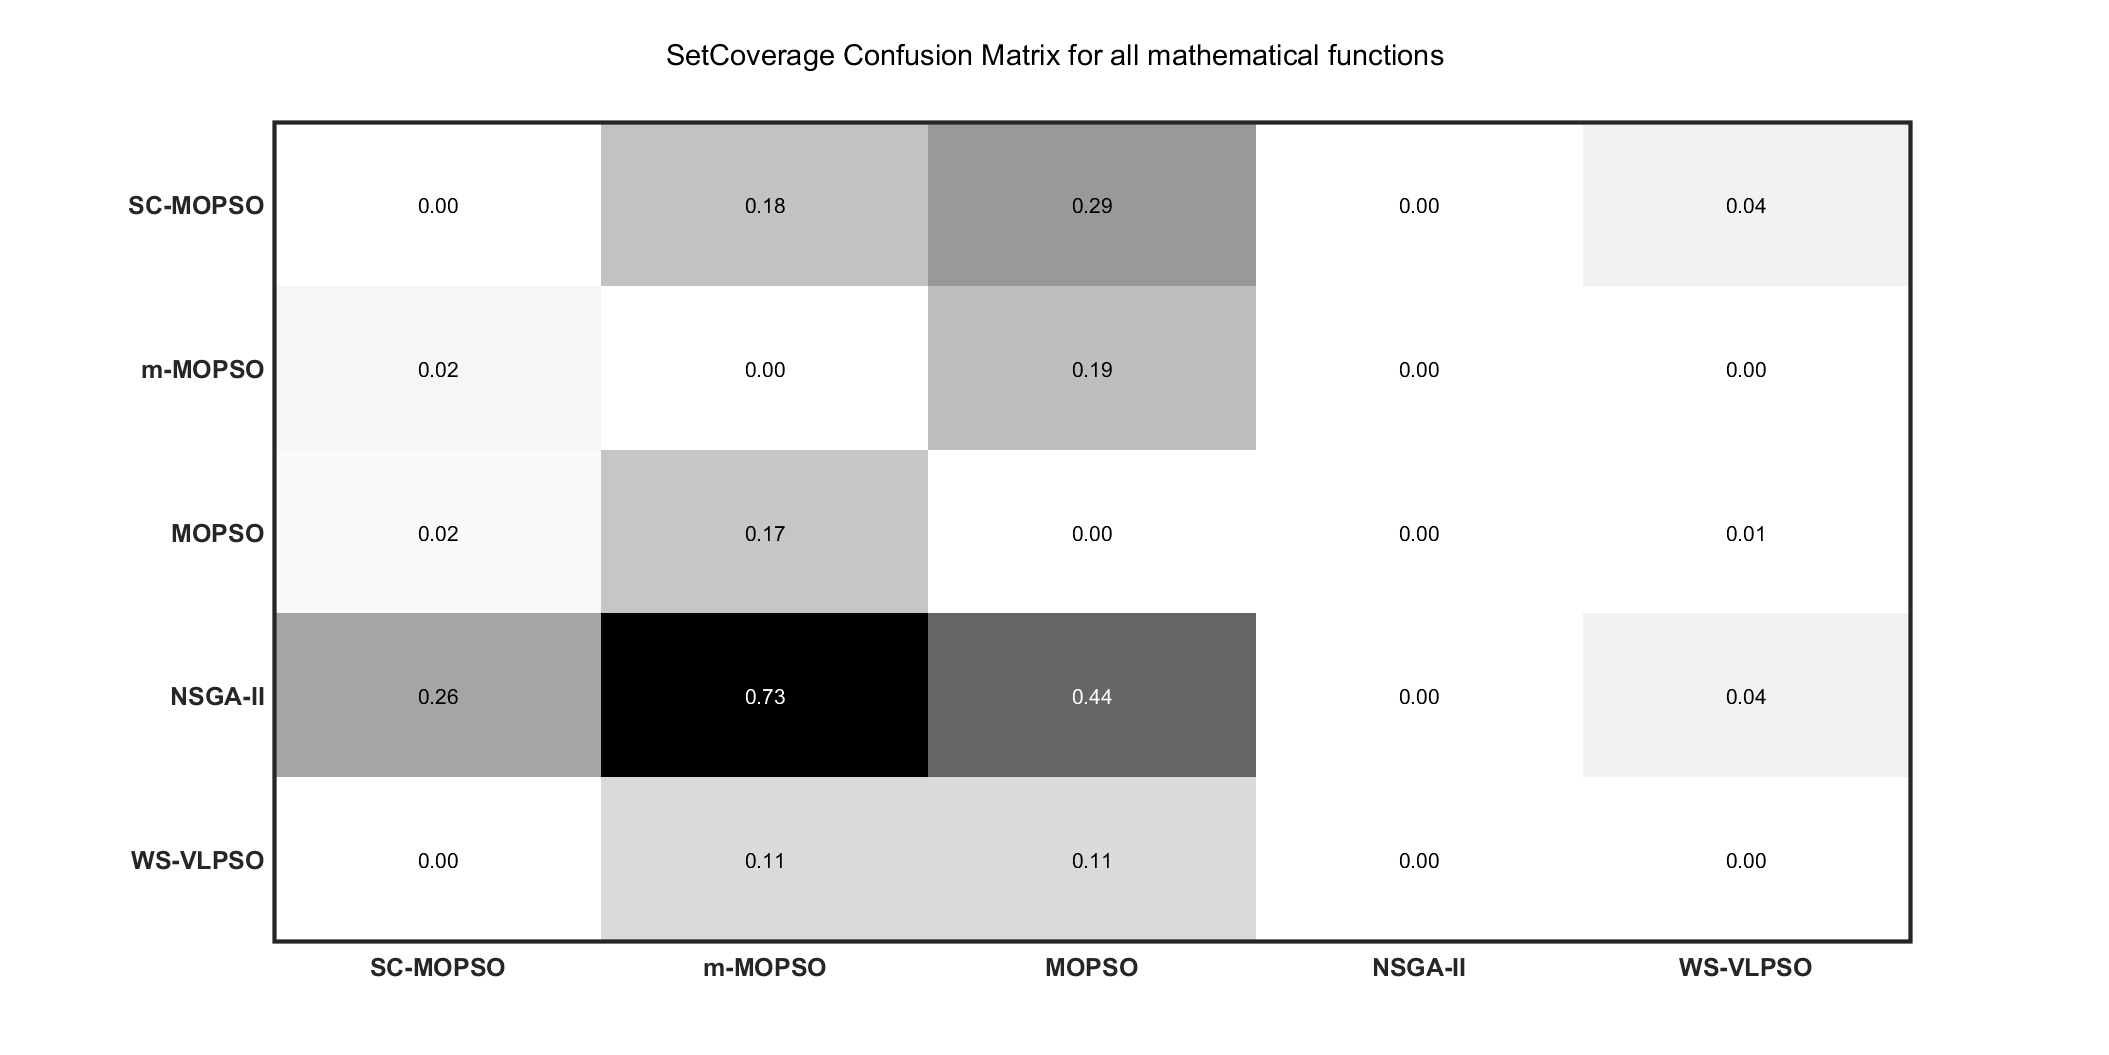 SetCoverage Confusion Matrix for all mathematical functions
SC-MOPSO 0.00 0.18 0.29 0.00 0.04
m-MOPSO 0.02 0.00 0.19 0.00 0.00
MOPSO 0.02 0.17 0.00 0.00 0.01
NSGA-II 0.26 0.73 0.44 0.00 0.04
WS-VLPSO 0.00 0.11 0.11 0.00 0.00
SC-MOPSO m-MOPSO MOPSO NSGA-II WS-VLPSO